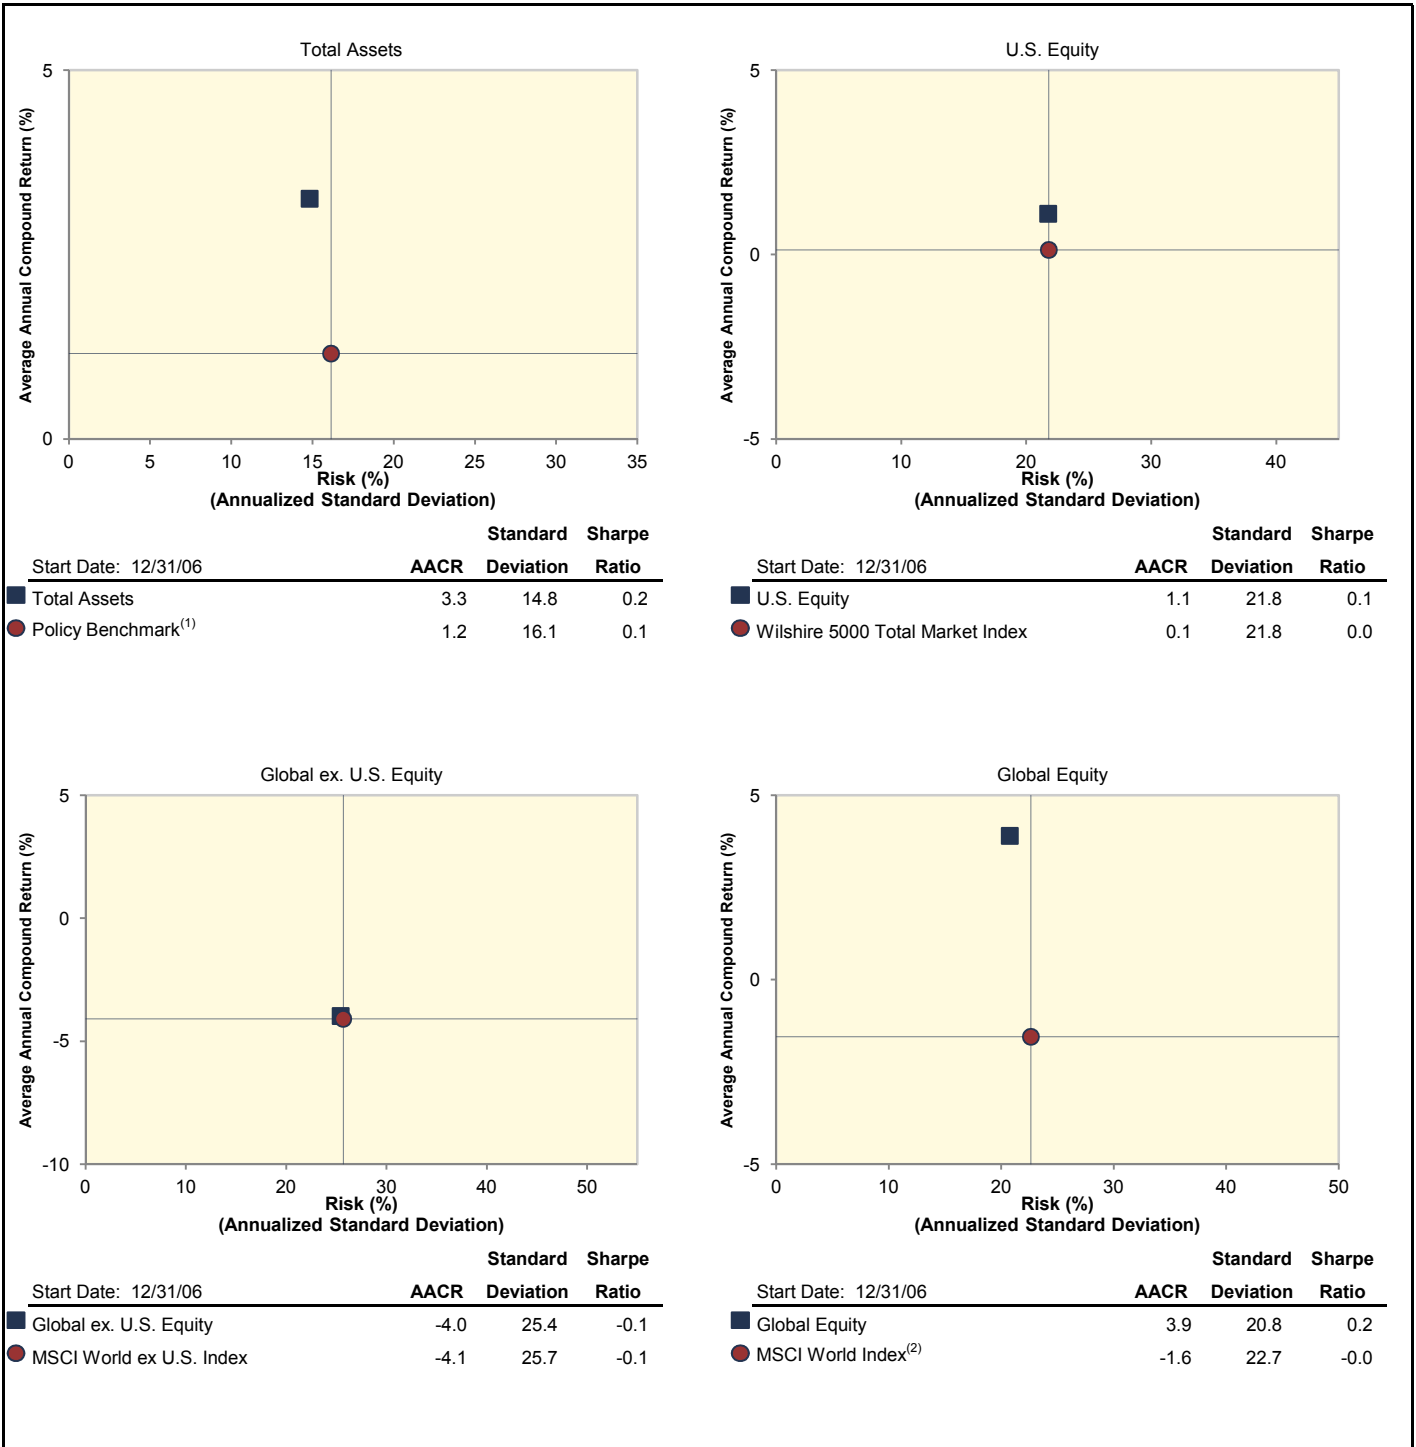 Total Assets
Average Annual Compound Return (%)
5
0
0 5 10 15 20 25 30 35
Risk (%)
(Annualized Standard Deviation)
Standard Sharpe
Start Date: 12/31/06 AACR Deviation Ratio
Total Assets 3.3 14.8 0.2
Policy Benchmark(1) 1.2 16.1 0.1
U.S. Equity
Average Annual Compound Return (%)
5
0
-5
0 10 20 30 40
Risk (%)
(Annualized Standard Deviation)
Standard Sharpe
Start Date: 12/31/06 AACR Deviation Ratio
U.S. Equity 1.1 21.8 0.1
Wilshire 5000 Total Market Index 0.1 21.8 0.0
Global ex. U.S. Equity
Average Annual Compound Return (%)
5
0
-5
-10
0 10 20 30 40 50
Risk (%)
(Annualized Standard Deviation)
Standard Sharpe
Start Date: 12/31/06 AACR Deviation Ratio
Global ex. U.S. Equity -4.0 25.4 -0.1
MSCI World ex U.S. Index -4.1 25.7 -0.1
Global Equity
Average Annual Compound Return (%)
5
0
-5
0 10 20 30 40 50
Risk (%)
(Annualized Standard Deviation)
Standard Sharpe
Start Date: 12/31/06 AACR Deviation Ratio
Global Equity 3.9 20.8 0.2
MSCI World Index(2) -1.6 22.7 -0.0